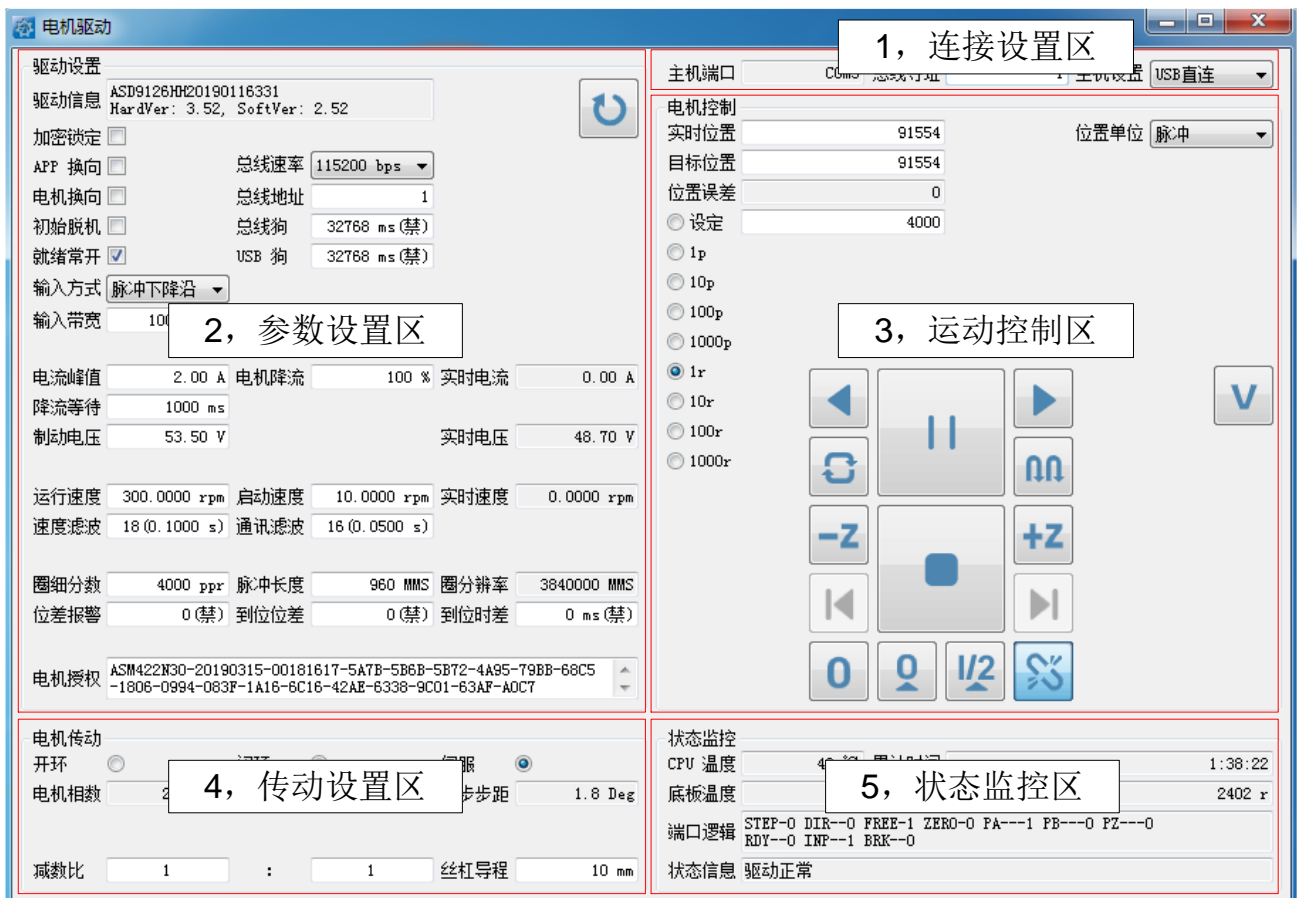 电机驱动
1，连接设置区
驱动设置
驱动信息 ASD9126HH20190116331
HardVer: 3.52, SoftVer: 2.52
加密锁定
APP 换向 总线速率 115200 bps
电机换向 总线地址 1
初始脱机 总线狗 32768 ms(禁)
就绪常开 USB 狗 32768 ms(禁)
输入方式 脉冲下降沿
输入带宽
2，参数设置区
电流峰值 2.00 A 电机降流 100 % 实时电流 0.00 A
降流等待 1000 ms
制动电压 53.50 V 实时电压 48.70 V
运行速度 300.0000 rpm 启动速度 10.0000 rpm 实时速度 0.0000 rpm
速度滤波 18(0.1000 s) 通讯滤波 16(0.0500 s)
圈细分数 4000 ppr 脉冲长度 960 MMS 圈分辨率 3840000 MMS
位差报警 0(禁) 到位位差 0(禁) 到位时差 0 ms(禁)
电机授权 ASM422N30-20190315-00181617-5A7B-5B6B-5B72-4A95-79BB-68C5
-1806-0994-083F-1A16-6C16-42AE-6338-9C01-63AF-A0C7
主机端口 USB直连
电机控制
实时位置 91554 位置单位 脉冲
目标位置 91554
位置误差 0
设定 4000
1p
10p
100p
1000p
3，运动控制区
1r
10r
100r
1000r
V
-Z +Z
0 0 1/2
电机传动
开环
电机相数 步距 1.8 Deg
4，传动设置区
减数比 1 : 1 丝杠导程 10 mm
状态监控
CPU 温度 1:38:22
底板温度 2402 r
5，状态监控区
端口逻辑 STEP-0 DIR--0 FREE-1 ZERO-0 PA---1 PB---0 PZ---0
RDY--0 INP--1 BRK--0
状态信息 驱动正常